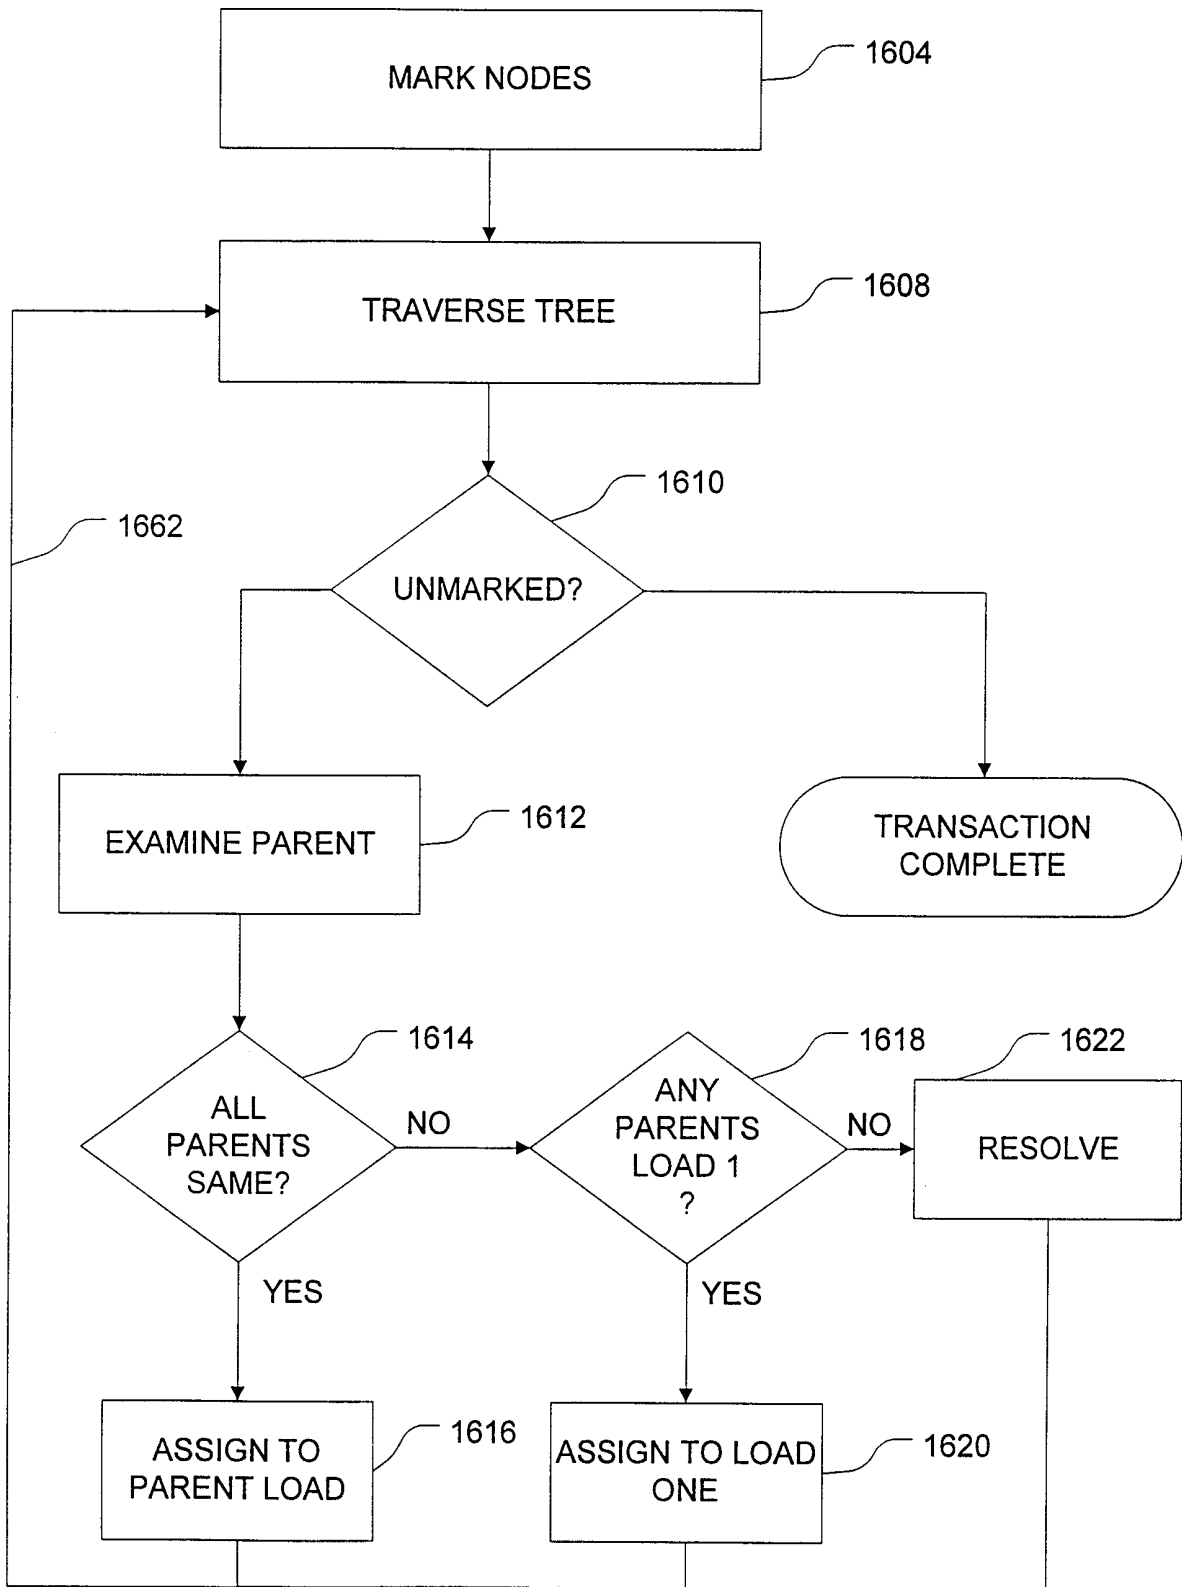 MARK NODES
1604
TRAVERSE TREE
1608
1610
1662
UNMARKED?
EXAMINE PARENT
1612
TRANSACTION
COMPLETE
1614
1618
1622
ALL
PARENTS
SAME?
NO
ANY
PARENTS
LOAD 1
?
NO
RESOLVE
YES
YES
ASSIGN TO
PARENT LOAD
1616
ASSIGN TO LOAD
ONE
1620